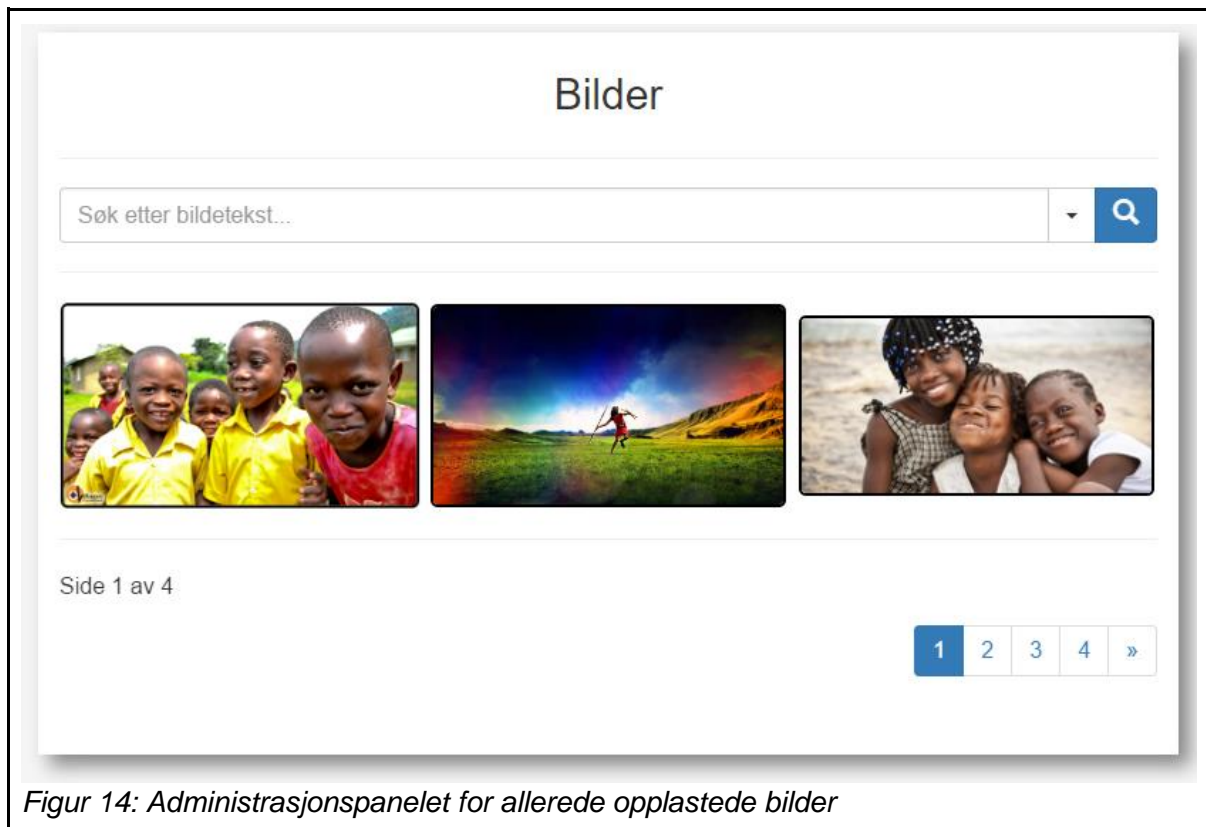 Bilder
Søk etter bildetekst...
Side 1 av 4
1 2 3 4 »
Figur 14: Administrasjonspanelet for allerede opplastede bilder